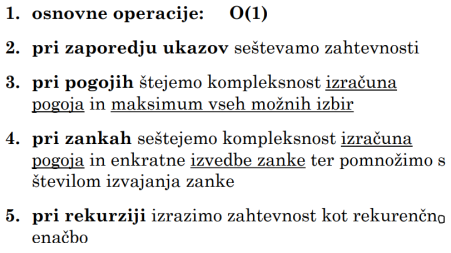 1. osnovne operacije: O(1)
2. pri zaporedju ukazov seštevamo zahtevnosti
3. pri pogojih štejemo kompleksnost izračuna
pogoja in maksimum vseh možnih izbir
4. pri zankah seštejemo kompleksnost izračuna
pogoja in enkratne izvedbe zanke ter pomnožimo s
številom izvajanja zanke
5. pri rekurziji izrazimo zahtevnost kot rekurenčno
enačbo